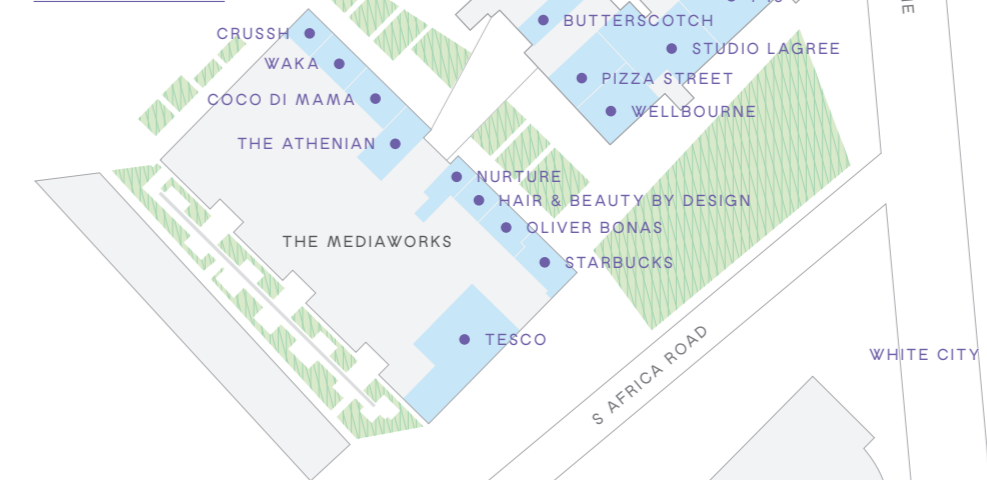 BUTTERSCOTCH
CRUSSH
STUDIO LAGREE
WAKA
PIZZA STREET
COCO DI MAMA
WELLBOURNE
THE ATHENIAN
NURTURE
HAIR & BEAUTY BY DESIGN
OLIVER BONAS
THE MEDIAWORKS
STARBUCKS
TESCO
S AFRICA ROAD
WHITE CITY